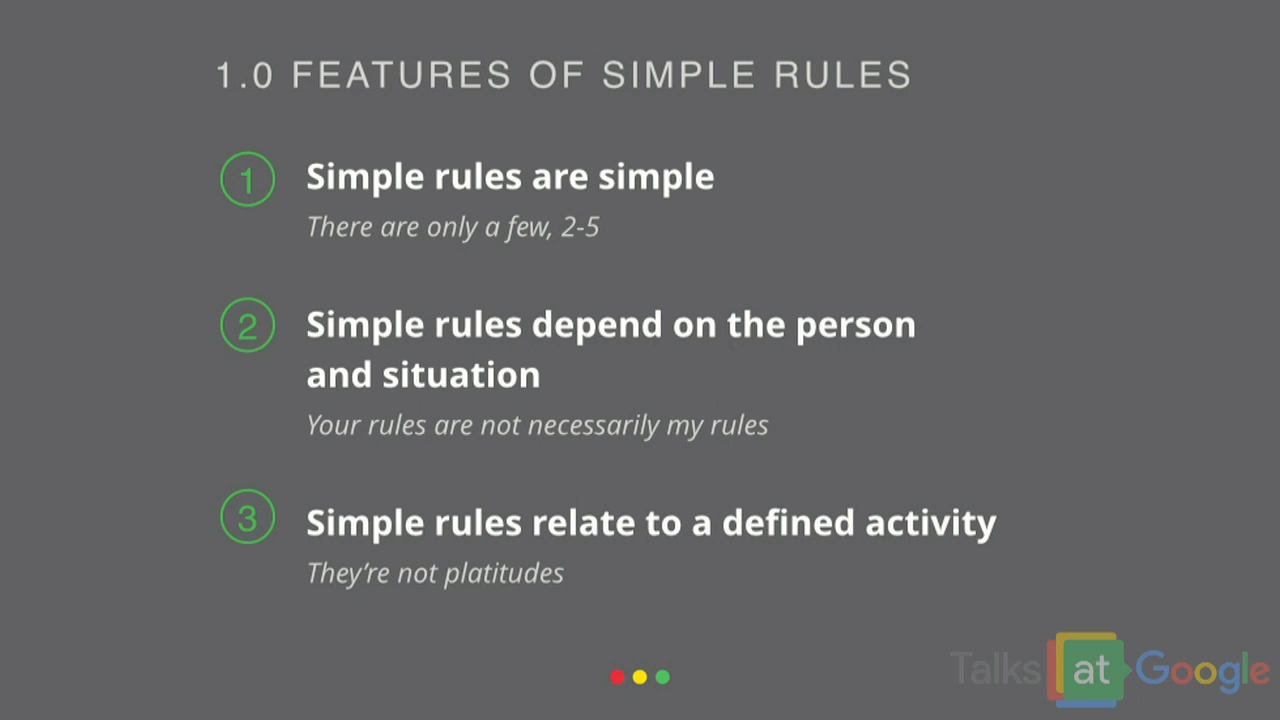 1.0 FEATURES OF SIMPLE RULES
1
Simple rules are simple
There are only a few, 2-5
2
Simple rules depend on the person
and situation
Your rules are not necessarily my rules
3
Simple rules relate to a defined activity
They're not platitudes
Talks at Google